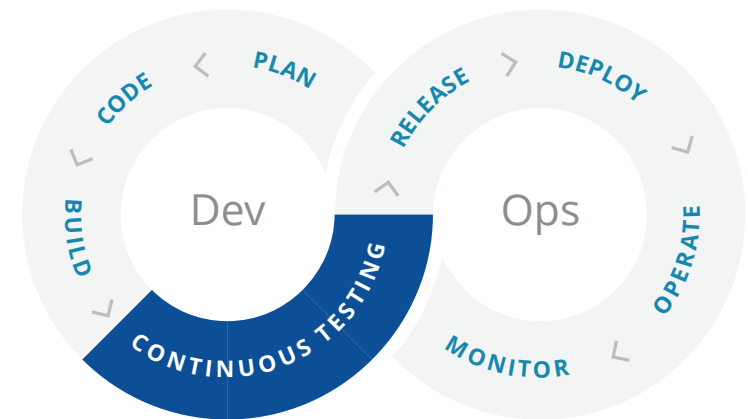 PLAN
CODE
BUILD
CONTINUOUS TESTING
RELEASE
DEPLOY
OPERATE
MONITOR
Dev
Ops